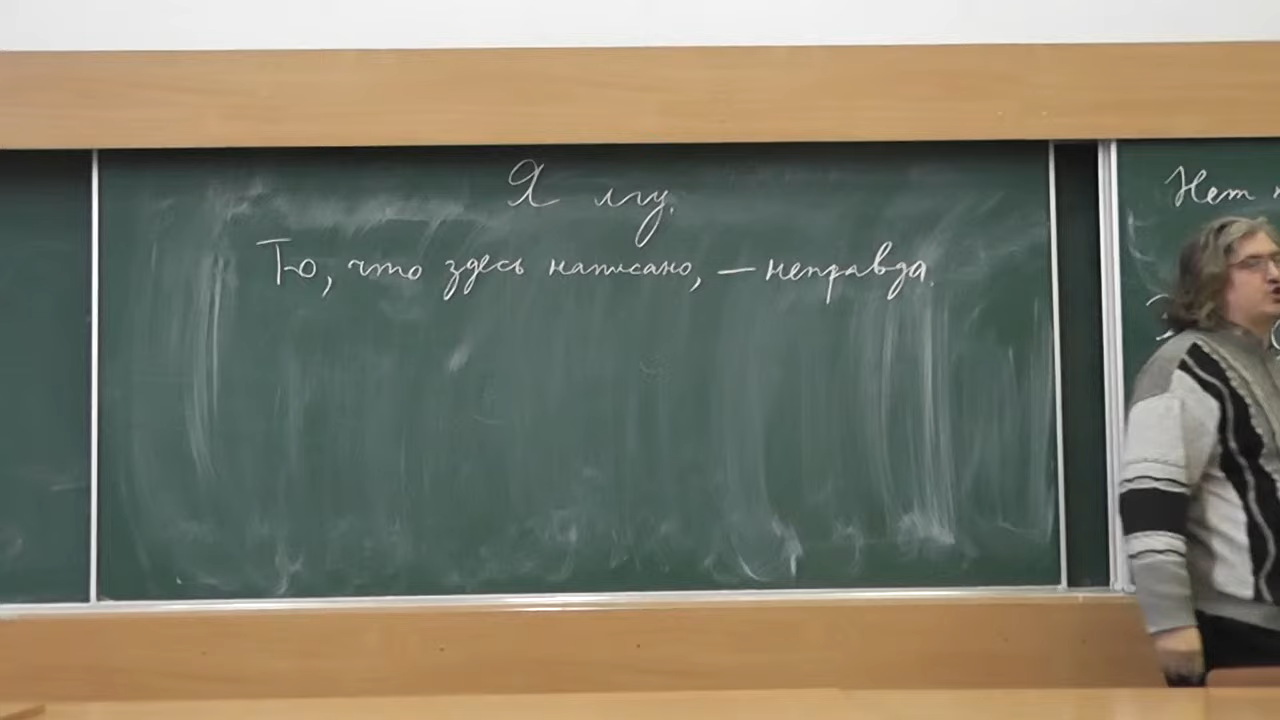 Я лгу.
То, что здесь написано, — неправда.
Нет